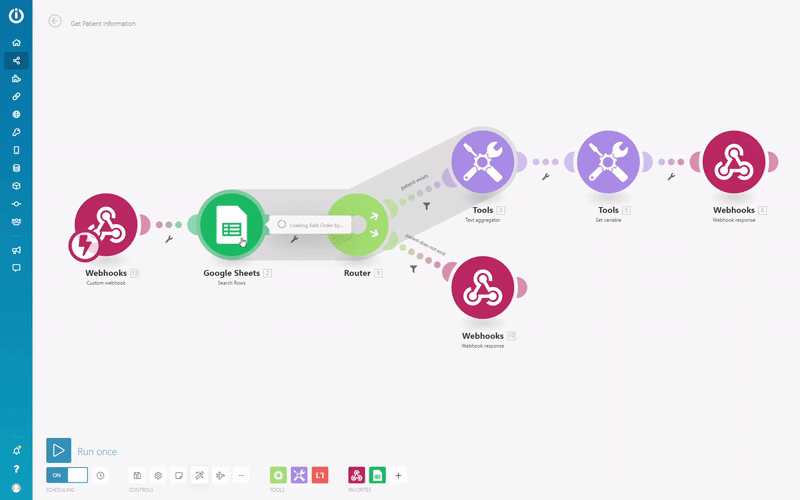 Get Patient Information
patient exists
Tools 3
Text aggregator
Tools 5
Set variable
Webhooks 6
Webhook response
Loading field Order by...
patient does not exist
Webhooks 13
Custom webhook
Google Sheets 2
Search Rows
Router 9
Webhooks 10
Webhook response
Run once
ON
SCHEDULING
CONTROLS
TOOLS
FAVORITES